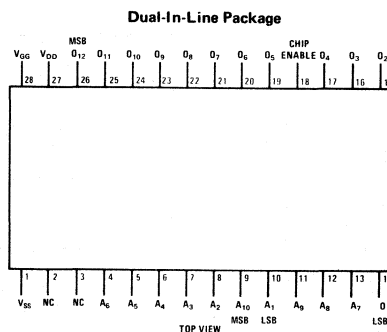 Dual-In-Line Package
MSB CHIP
VGG VDD O12 O11 O10 O9 O8 O7 O6 O5 ENABLE O4 O3 O2
28 27 26 25 24 23 22 21 20 19 18 17 16 1
1 2 3 4 5 6 7 8 9 10 11 12 13 1
VSS NC NC A6 A5 A4 A3 A2 A10 A1 A9 A8 A7 O
MSB LSB LSB
TOP VIEW